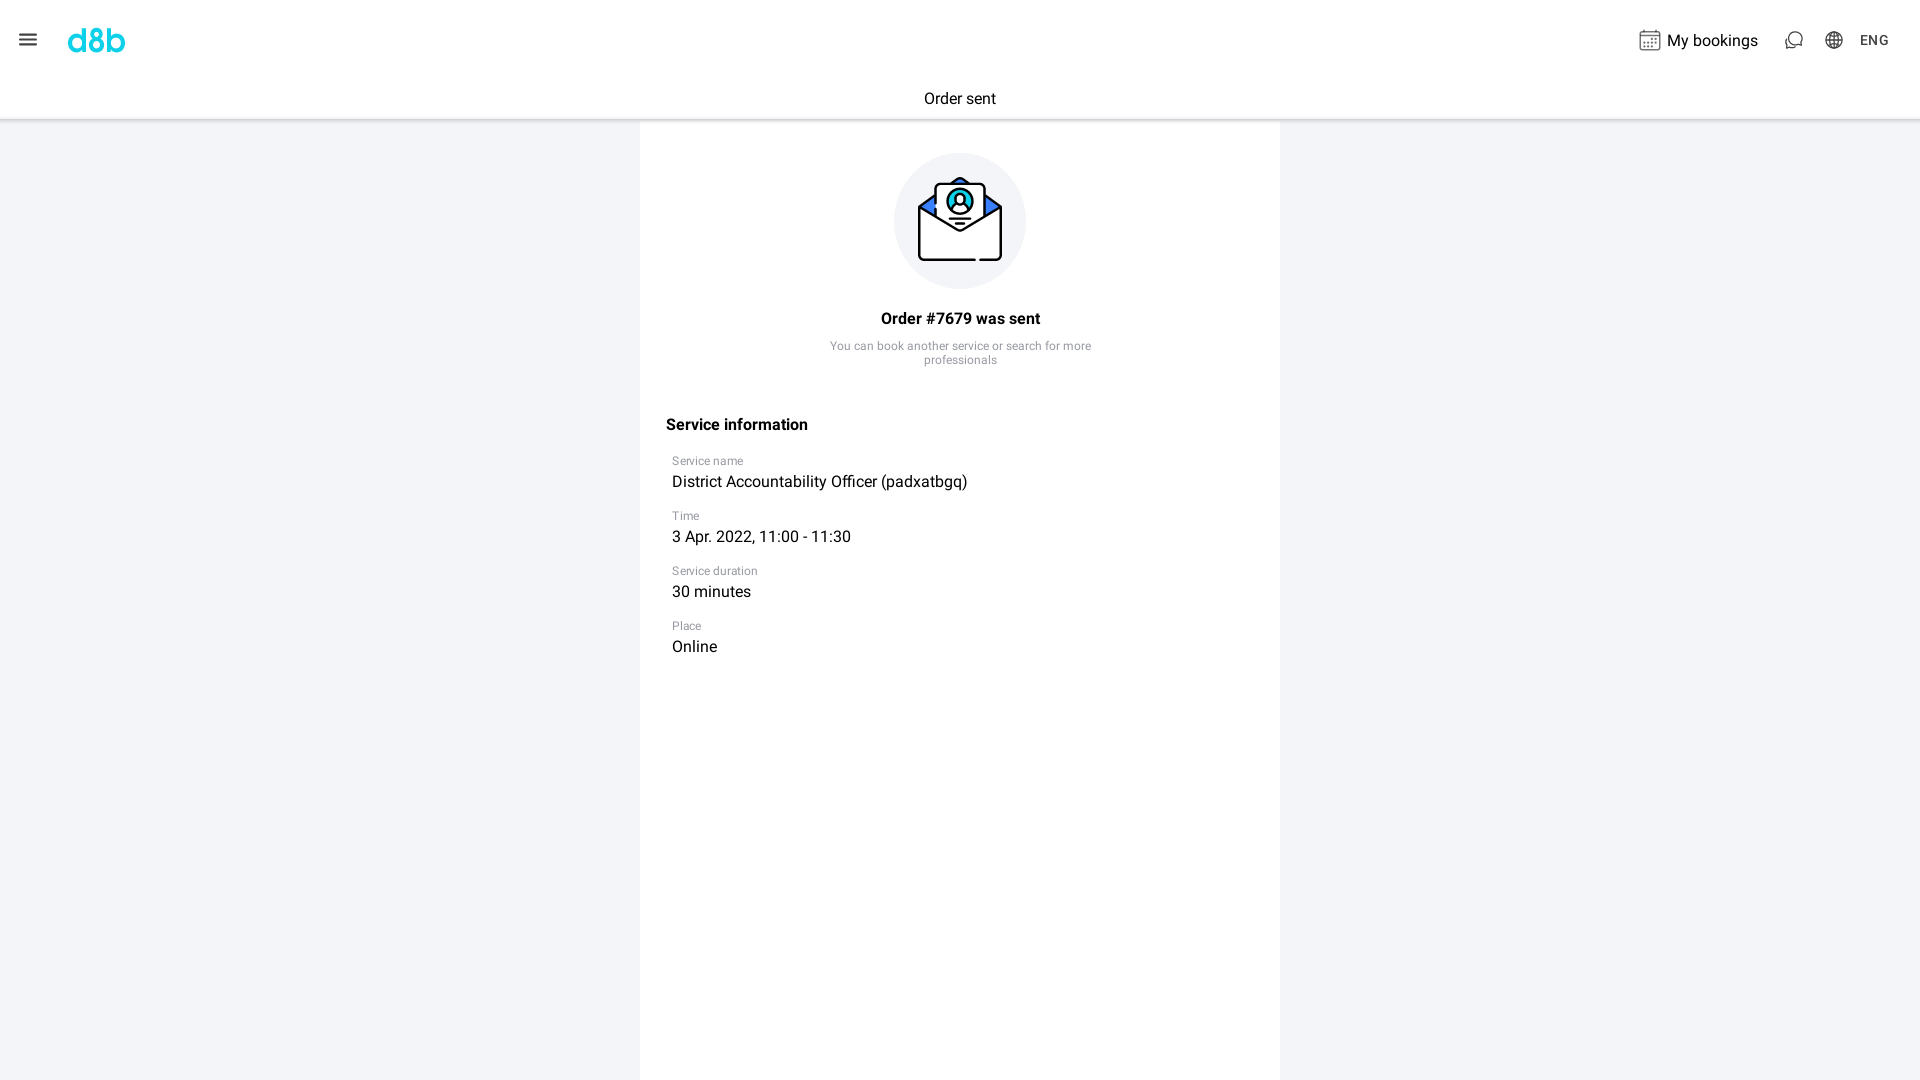 d8b
My bookings
ENG
Order sent
Order #7679 was sent
You can book another service or search for more
professionals
Service information
Service name
District Accountability Officer (padxatbgq)
Time
3 Apr. 2022, 11:00 - 11:30
Service duration
30 minutes
Place
Online